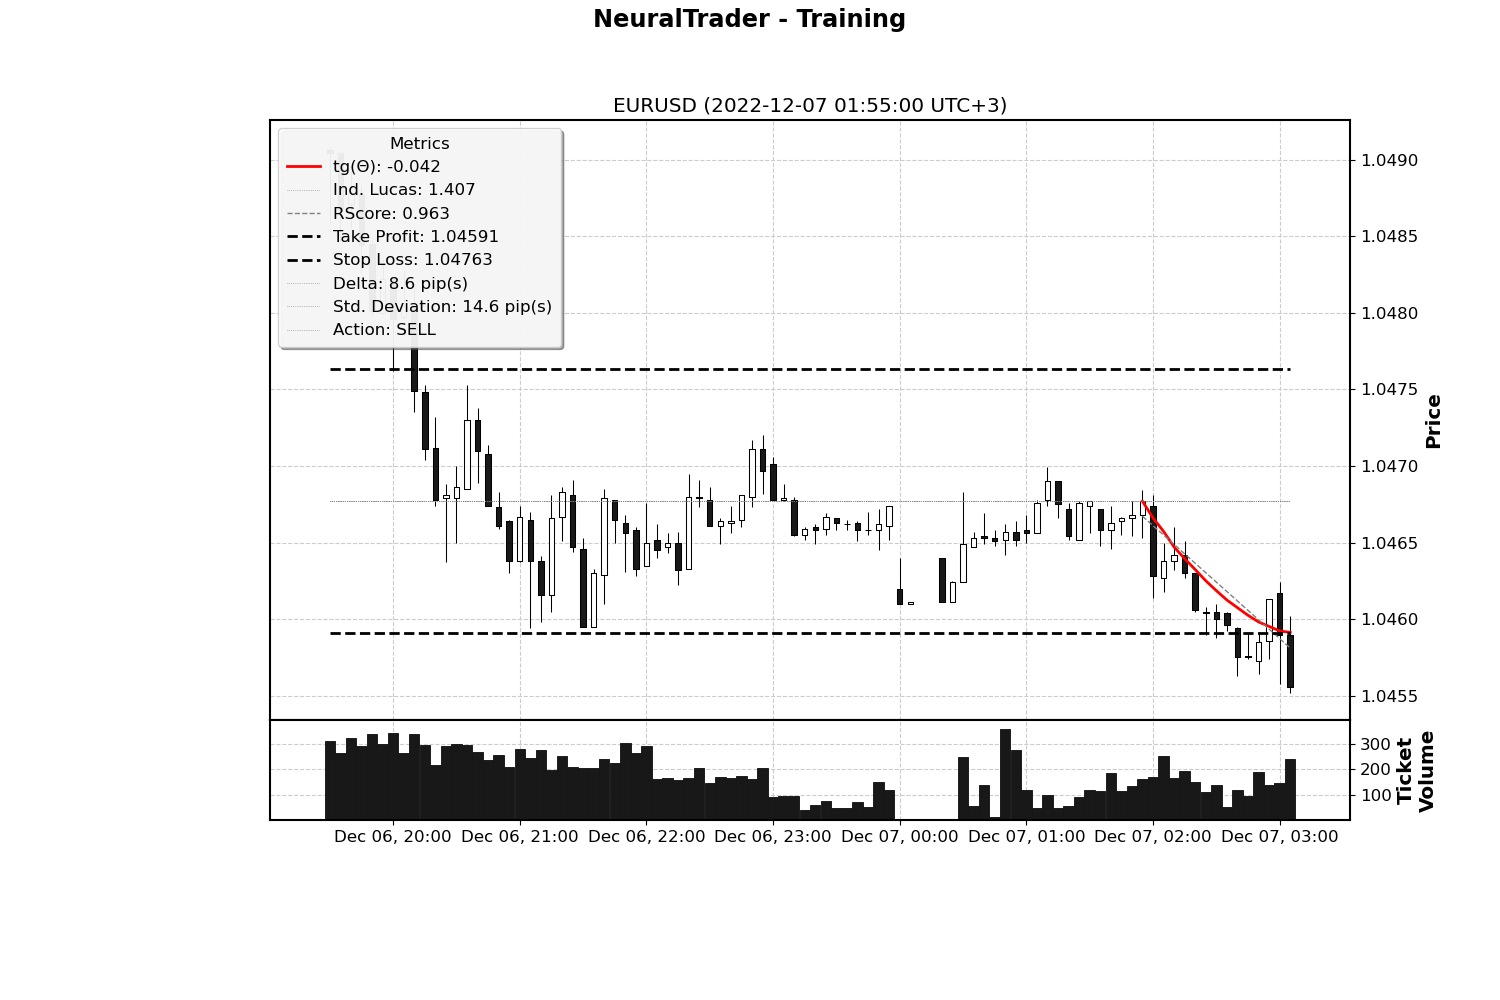 NeuralTrader - Training
EURUSD (2022-12-07 01:55:00 UTC+3)
Metrics
tg(Θ): -0.042
Ind. Lucas: 1.407
RScore: 0.963
Take Profit: 1.04591
Stop Loss: 1.04763
Delta: 8.6 pip(s)
Std. Deviation: 14.6 pip(s)
Action: SELL
1.0490
1.0485
1.0480
1.0475
1.0470
1.0465
1.0460
1.0455
Price
300
200
100
Ticket
Volume
Dec 06, 20:00
Dec 06, 21:00
Dec 06, 22:00
Dec 06, 23:00
Dec 07, 00:00
Dec 07, 01:00
Dec 07, 02:00
Dec 07, 03:00